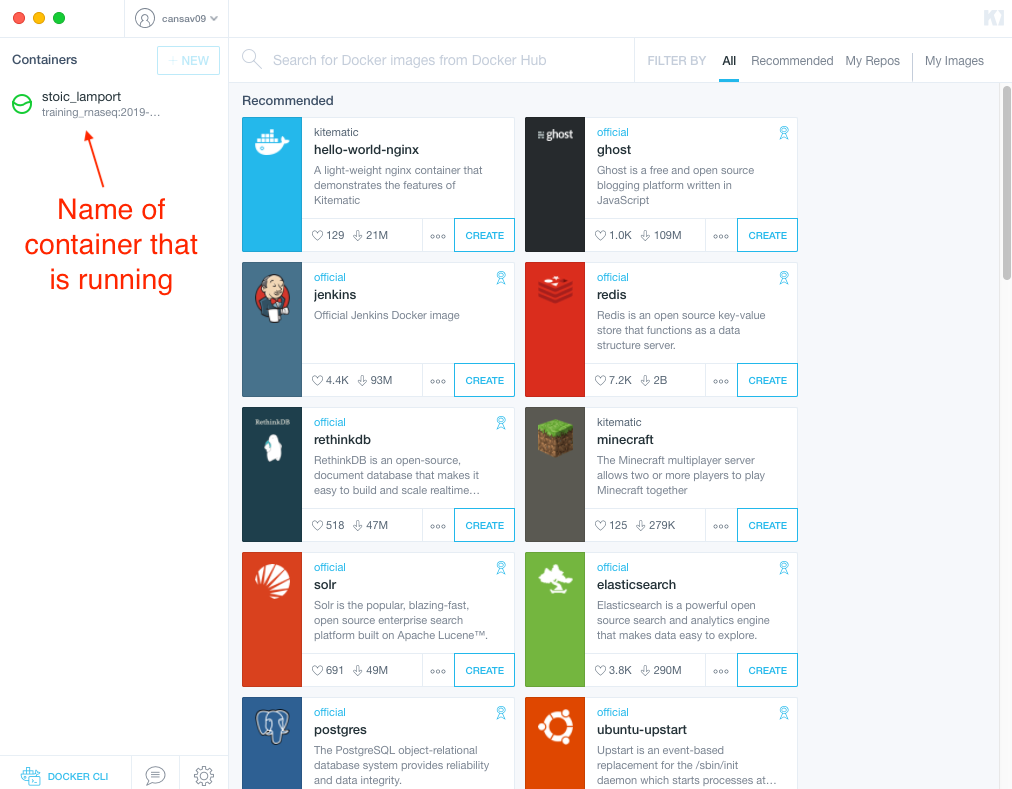 cansav09
Containers
+ NEW
Search for Docker images from Docker Hub
FILTER BY All Recommended My Repos My Images
stoic_lamport
training_rnaseq:2019-...
Name of
container that
is running
Recommended
kitematic
hello-world-nginx
A light-weight nginx container that
demonstrates the features of
Kitematic
129 21M
CREATE
ghost
official
ghost
Ghost is a free and open source
blogging platform written in
JavaScript
1.0K 109M
CREATE
official
jenkins
Official Jenkins Docker image
4.4K 93M
CREATE
official
redis
Redis is an open source key-value
store that functions as a data
structure server.
7.2K 2B
CREATE
RethinkDB
official
rethinkdb
RethinkDB is an open-source,
document database that makes it
easy to build and scale realtime…
518 47M
CREATE
kitematic
minecraft
The Minecraft multiplayer server
allows two or more players to play
Minecraft together
125 279K
CREATE
official
solr
Solr is the popular, blazing-fast,
open source enterprise search
platform built on Apache Lucene™.
691 49M
CREATE
official
elasticsearch
Elasticsearch is a powerful open
source search and analytics engine
that makes data easy to explore.
3.8K 290M
CREATE
official
postgres
The PostgreSQL object-relational
database system provides reliability
and data integrity.
official
ubuntu-upstart
Upstart is an event-based
replacement for the /sbin/init
daemon which starts processes at…
DOCKER CLI